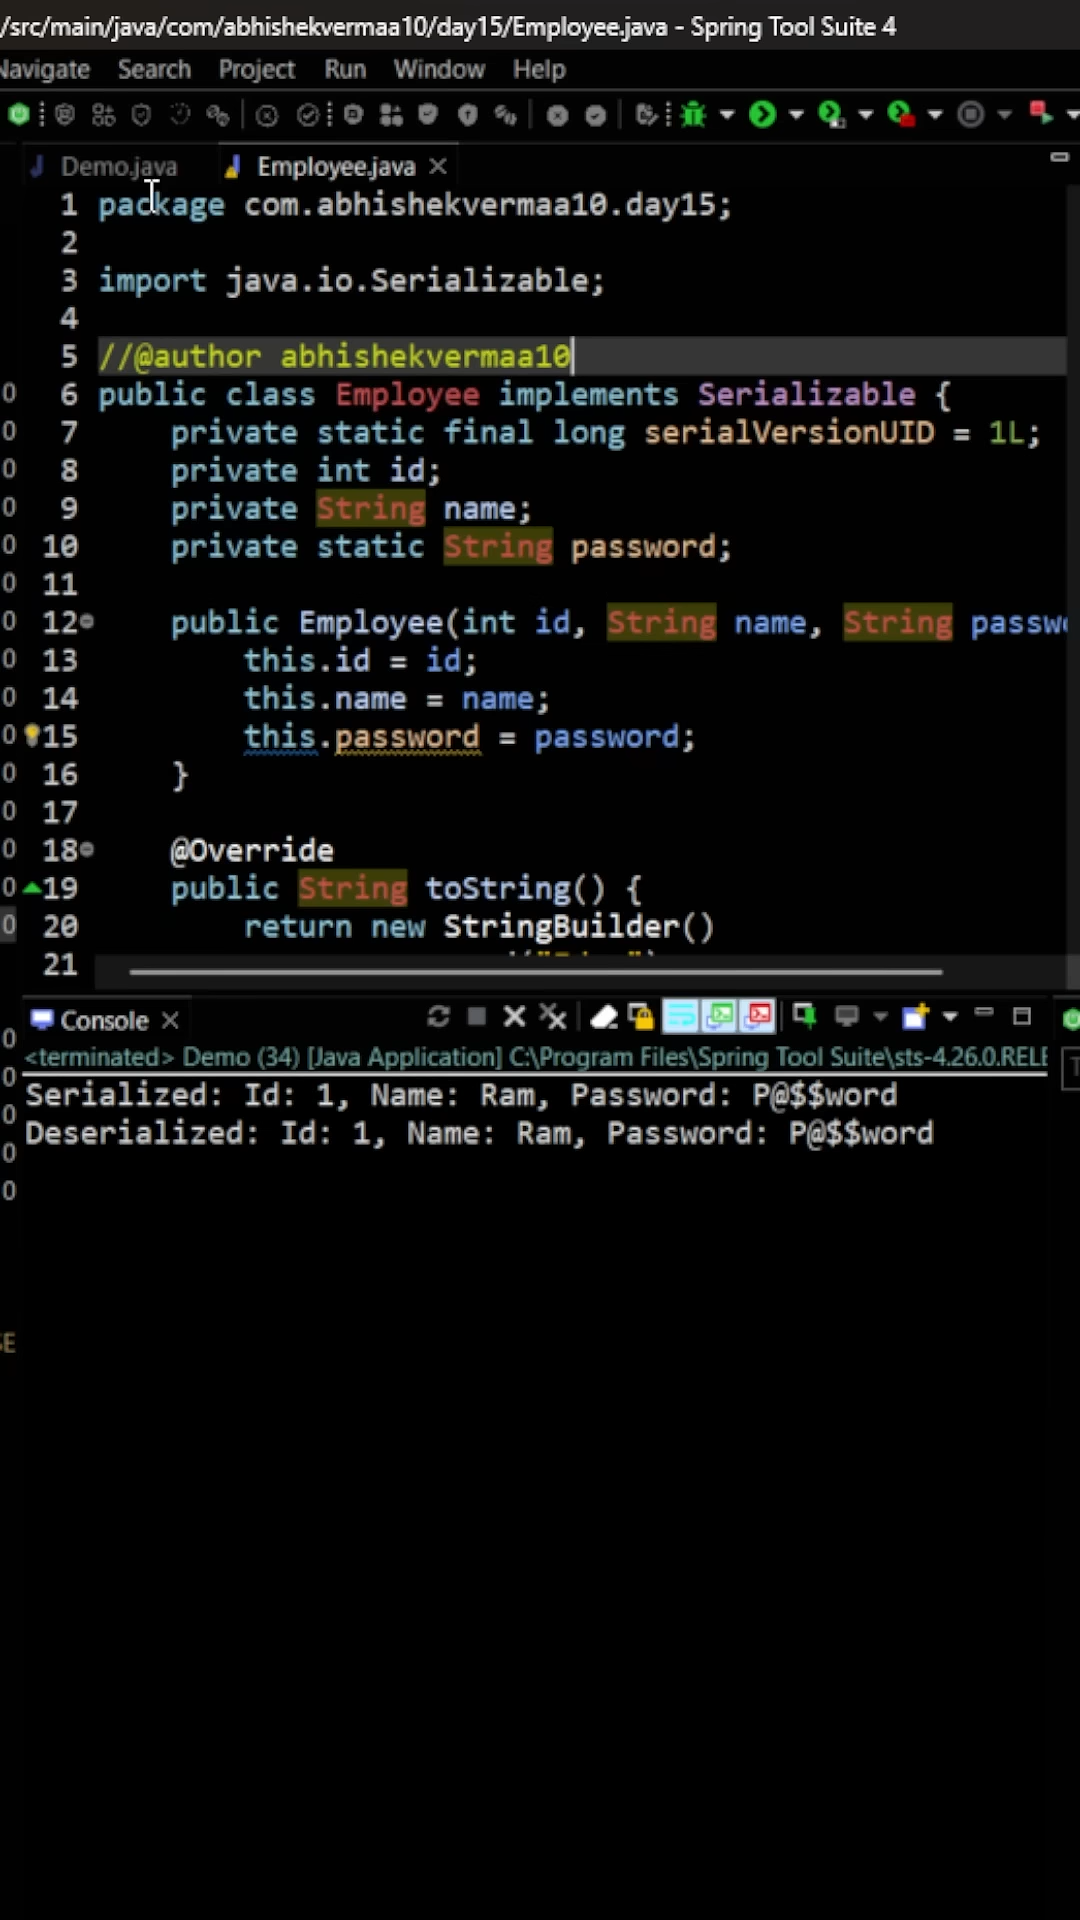 /src/main/java/com/abhishekvermaa10/day15/Employee.java - Spring Tool Suite 4
Navigate Search Project Run Window Help
Demo.java Employee.java
1 package com.abhishekvermaa10.day15;
2
3 import java.io.Serializable;
4
5 //@author abhishekvermaa10
6 public class Employee implements Serializable {
7 private static final long serialVersionUID = 1L;
8 private int id;
9 private String name;
10 private static String password;
11
12 public Employee(int id, String name, String passw
13 this.id = id;
14 this.name = name;
15 this.password = password;
16 }
17
18 @Override
19 public String toString() {
20 return new StringBuilder()
21
Console
<terminated> Demo (34) [Java Application] C:\Program Files\Spring Tool Suite\sts-4.26.0.RELE
Serialized: Id: 1, Name: Ram, Password: P@$$word
Deserialized: Id: 1, Name: Ram, Password: P@$$word